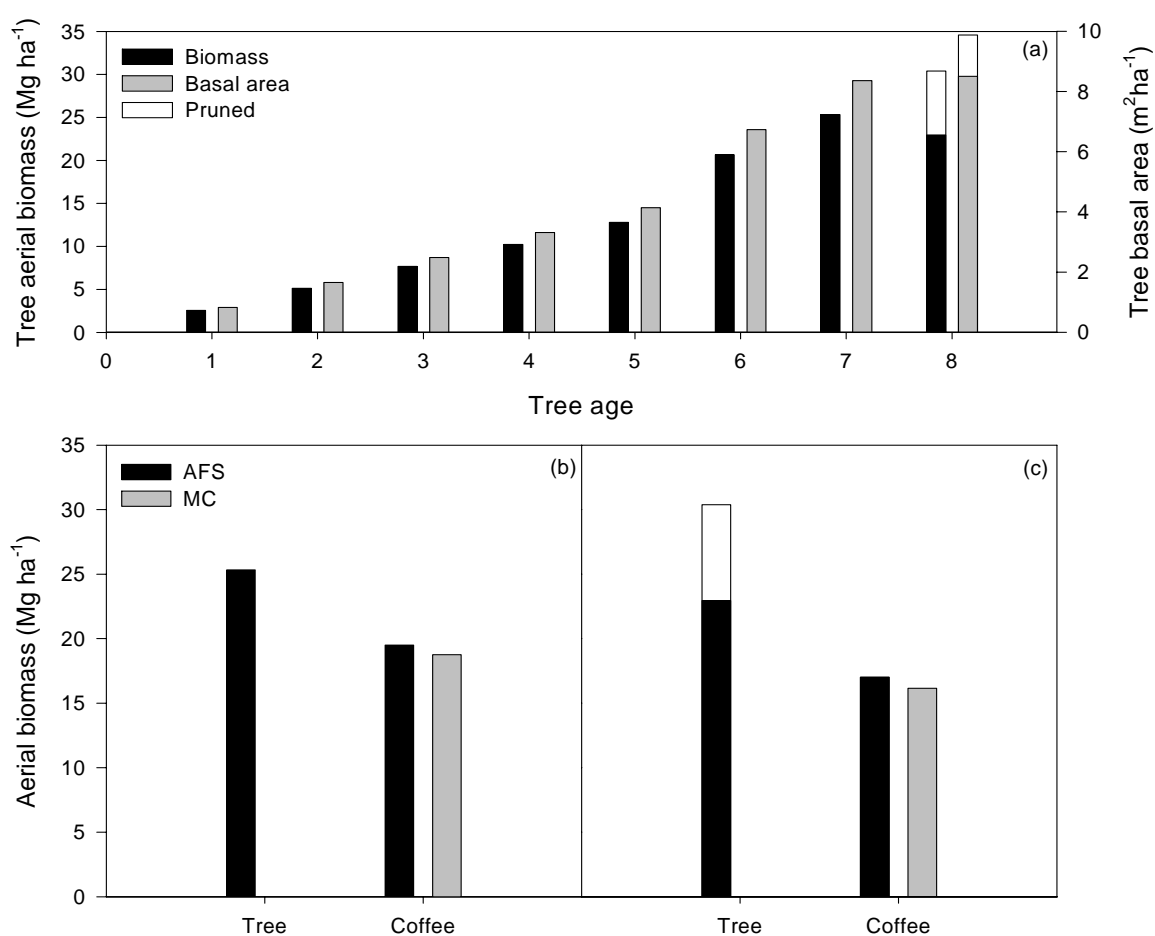 Tree aerial biomass (Mg ha⁻¹)
35
30
25
20
15
10
5
0
Biomass
Basal area
Pruned
(a)
10
8
6
4
2
0
Tree basal area (m²ha⁻¹)
0 1 2 3 4 5 6 7 8
Tree age
Aerial biomass (Mg ha⁻¹)
35
30
25
20
15
10
5
0
AFS
MC
(b)
(c)
Tree Coffee Tree Coffee